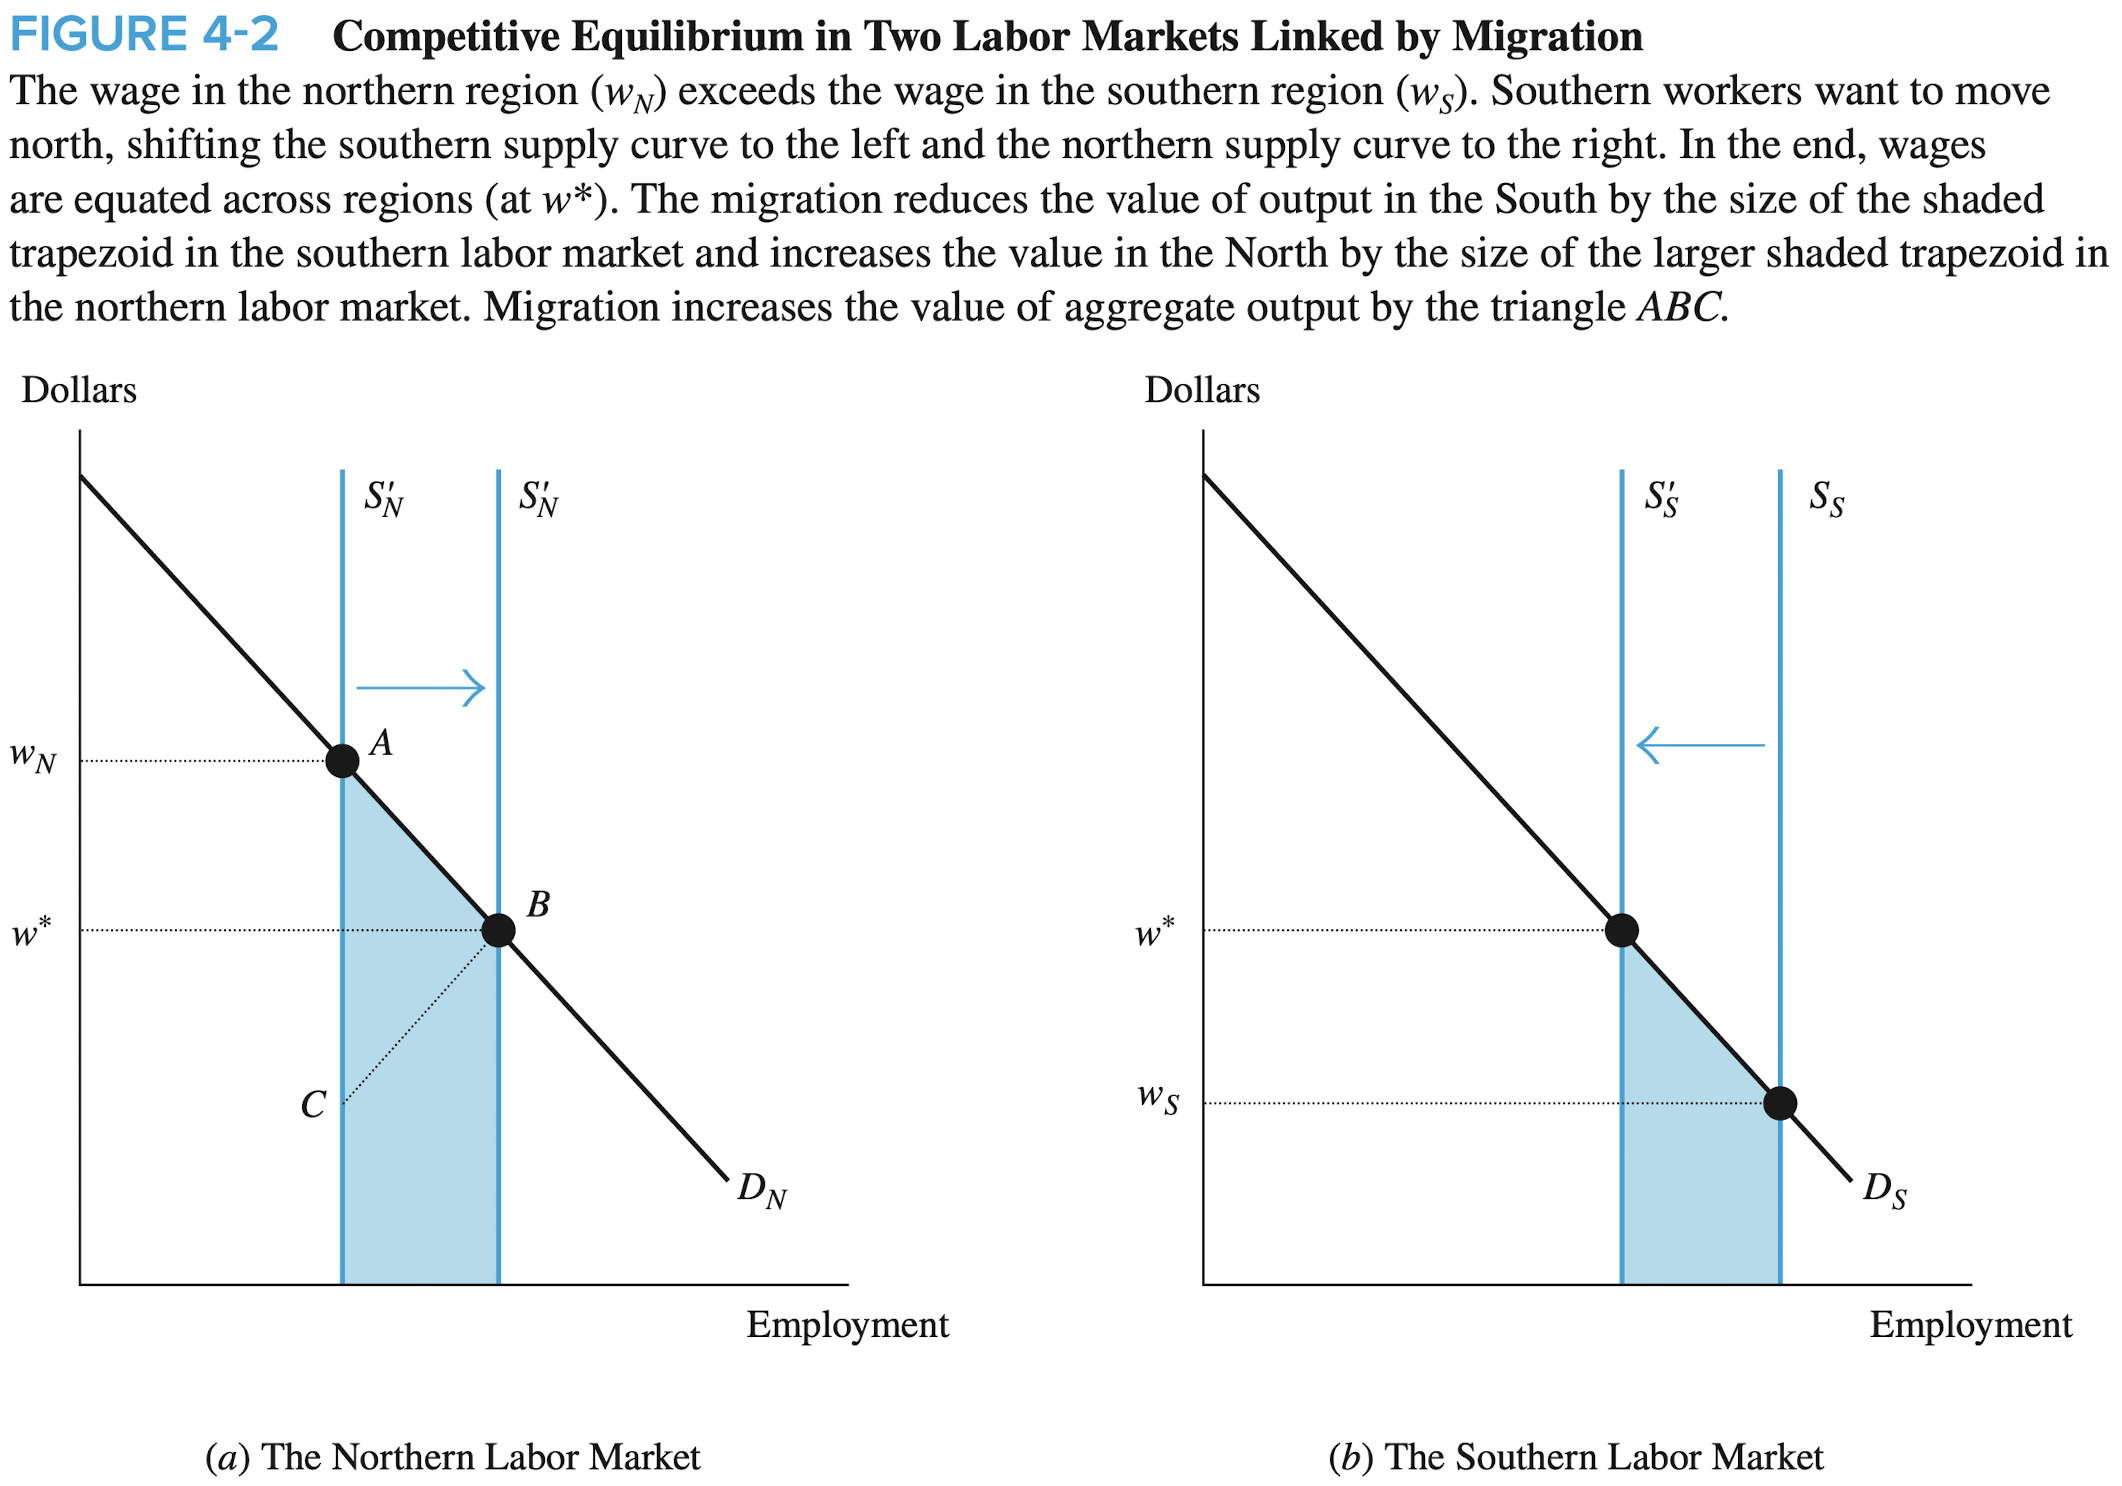 FIGURE 4-2 Competitive Equilibrium in Two Labor Markets Linked by Migration
The wage in the northern region (w_N) exceeds the wage in the southern region (w_S). Southern workers want to move
north, shifting the southern supply curve to the left and the northern supply curve to the right. In the end, wages
are equated across regions (at w*). The migration reduces the value of output in the South by the size of the shaded
trapezoid in the southern labor market and increases the value in the North by the size of the larger shaded trapezoid in
the northern labor market. Migration increases the value of aggregate output by the triangle ABC.
Dollars
S'_N
S'_N
w_N
A
w*
B
C
D_N
Employment
(a) The Northern Labor Market
Dollars
S'_S
S_S
w*
w_S
D_S
Employment
(b) The Southern Labor Market